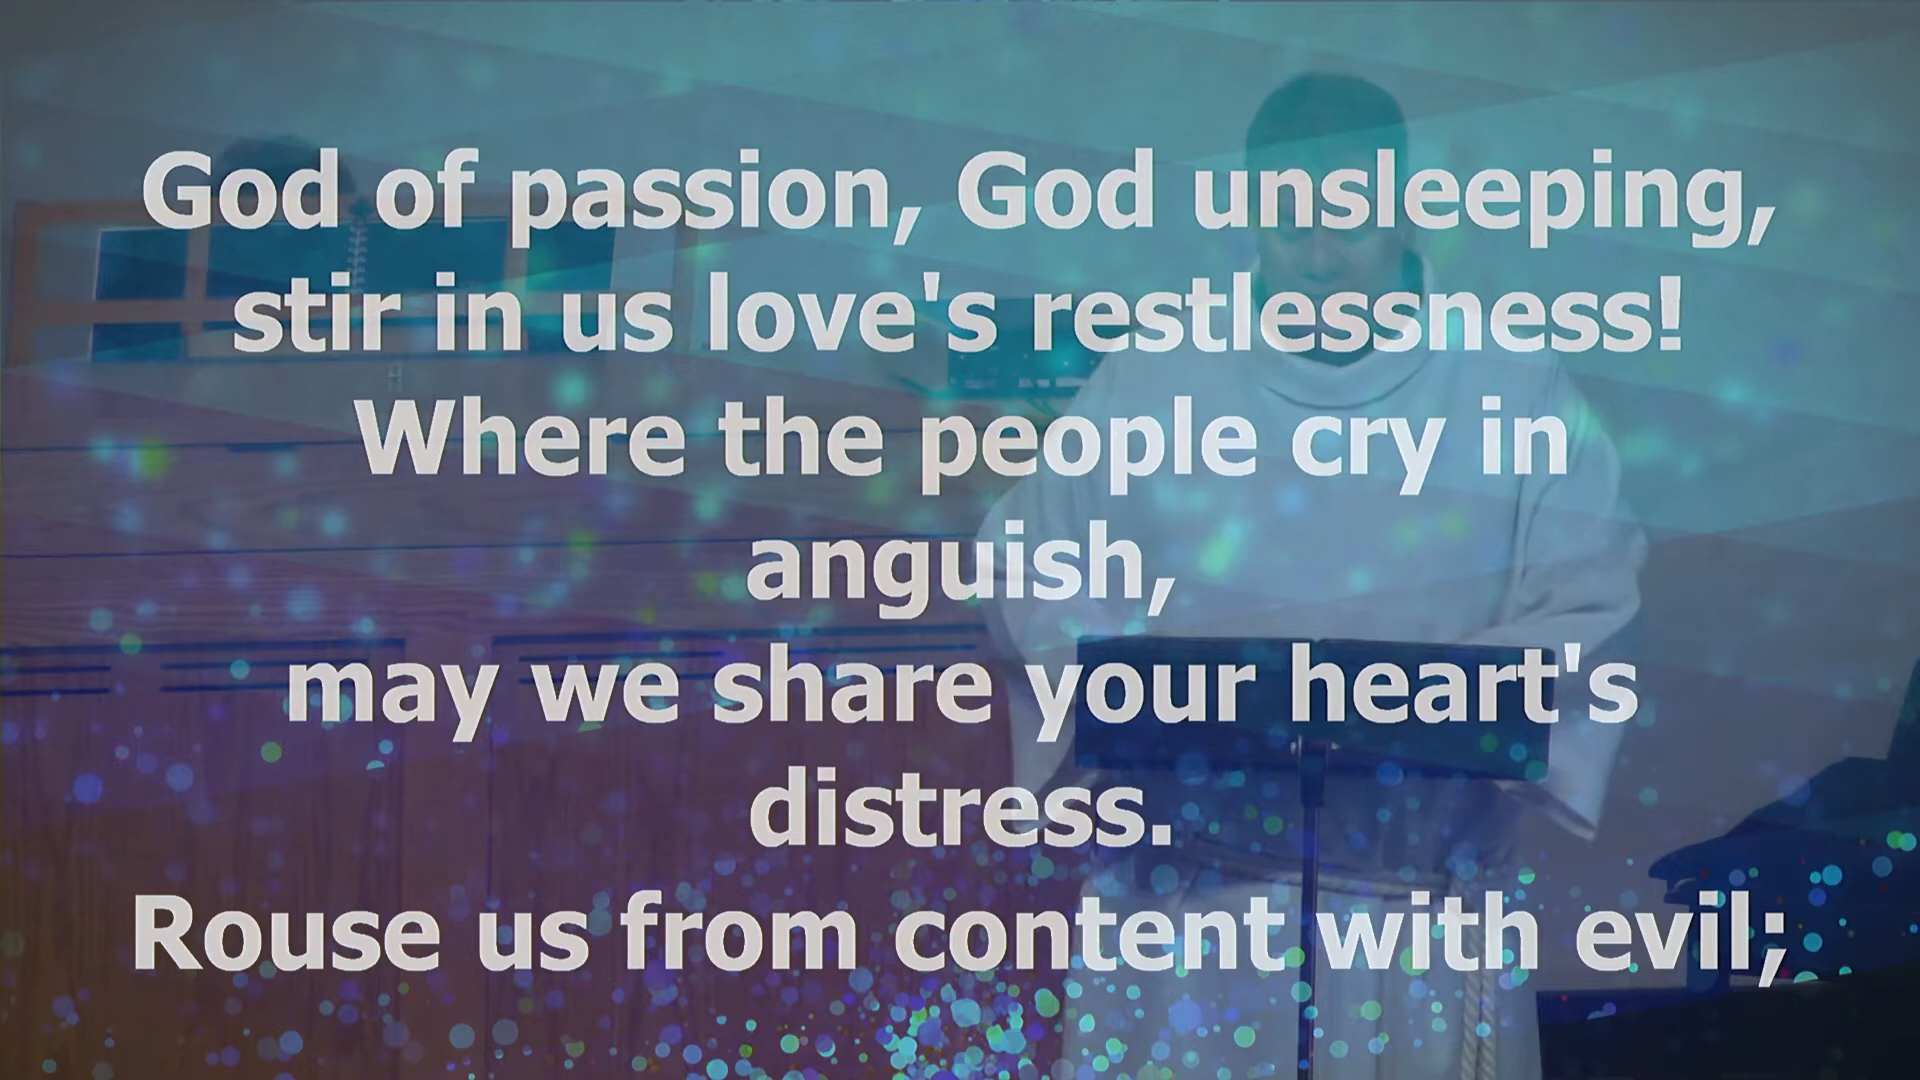 God of passion, God unsleeping,
stir in us love's restlessness!
Where the people cry in
anguish,
may we share your heart's
distress.
Rouse us from content with evil;